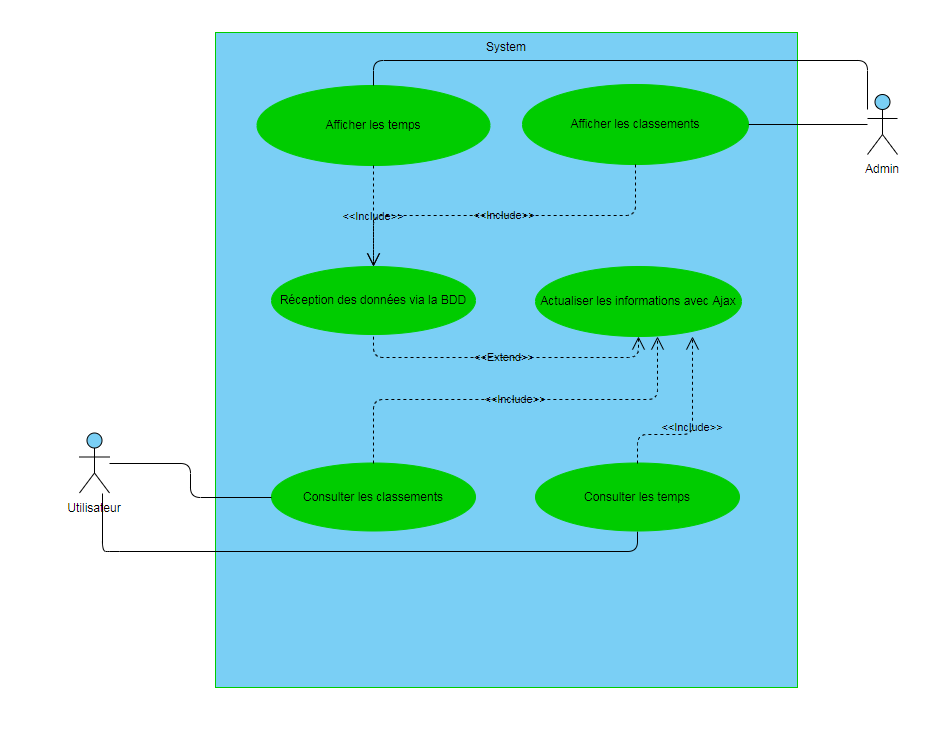 System
Afficher les temps
Afficher les classements
Admin
<<Include>>
<<Include>>
Réception des données via la BDD
Actualiser les informations avec Ajax
<<Extend>>
<<Include>>
<<Include>>
Utilisateur
Consulter les classements
Consulter les temps